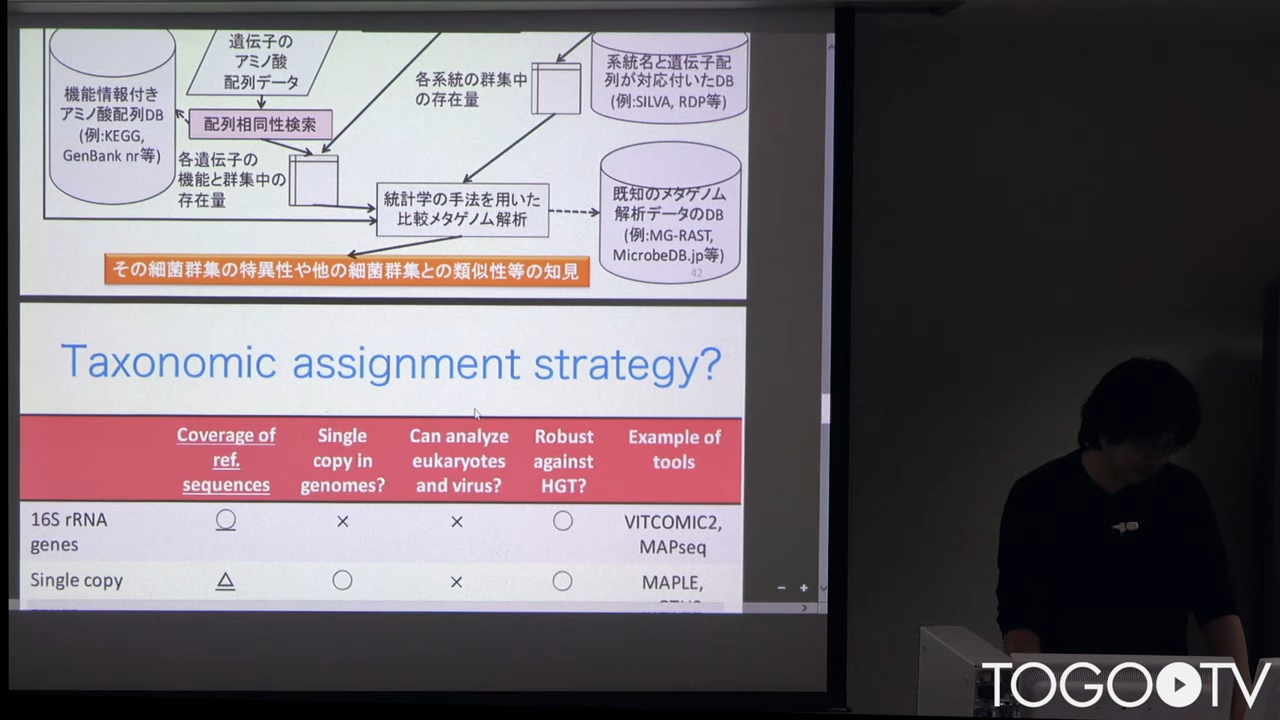 遺伝子の
アミノ酸
配列データ
機能情報付き
アミノ酸配列DB
(例:KEGG,
GenBank nr等)
配列相同性検索
各系統の群集中
の存在量
系統名と遺伝子配
列が対応付いたDB
(例:SILVA, RDP等)
各遺伝子の
機能と群集中の
存在量
統計学の手法を用いた
比較メタゲノム解析
既知のメタゲノム
解析データのDB
(例:MG-RAST,
MicrobeDB.jp等)
42
その細菌群集の特異性や他の細菌群集との類似性等の知見
Taxonomic assignment strategy?
Coverage of
ref.
sequences
Single
copy in
genomes?
Can analyze
eukaryotes
and virus?
Robust
against
HGT?
Example of
tools
16S rRNA
genes
○ × × ○
VITCOMIC2,
MAPseq
Single copy
△ ○ × ○
MAPLE,
TOGOTV